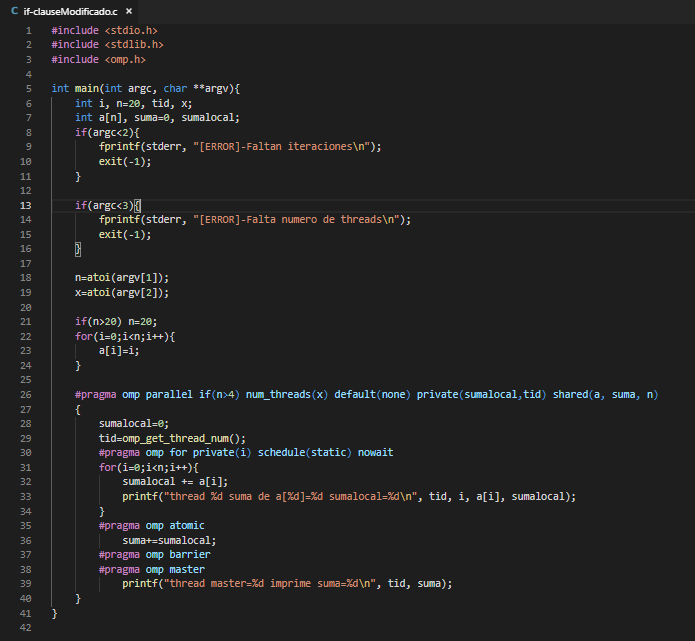 C if-clauseModificado.c ×
1 #include <stdio.h>
2 #include <stdlib.h>
3 #include <omp.h>
4
5 int main(int argc, char **argv){
6     int i, n=20, tid, x;
7     int a[n], suma=0, sumalocal;
8     if(argc<2){
9         fprintf(stderr, "[ERROR]-Faltan iteraciones\n");
10         exit(-1);
11     }
12
13     if(argc<3){
14         fprintf(stderr, "[ERROR]-Falta numero de threads\n");
15         exit(-1);
16     }
17
18     n=atoi(argv[1]);
19     x=atoi(argv[2]);
20
21     if(n>20) n=20;
22     for(i=0;i<n;i++){
23         a[i]=i;
24     }
25
26     #pragma omp parallel if(n>4) num_threads(x) default(none) private(sumalocal,tid) shared(a, suma, n)
27     {
28         sumalocal=0;
29         tid=omp_get_thread_num();
30         #pragma omp for private(i) schedule(static) nowait
31         for(i=0;i<n;i++){
32             sumalocal += a[i];
33             printf("thread %d suma de a[%d]=%d sumalocal=%d\n", tid, i, a[i], sumalocal);
34         }
35         #pragma omp atomic
36             suma+=sumalocal;
37         #pragma omp barrier
38         #pragma omp master
39             printf("thread master=%d imprime suma=%d\n", tid, suma);
40     }
41 }
42